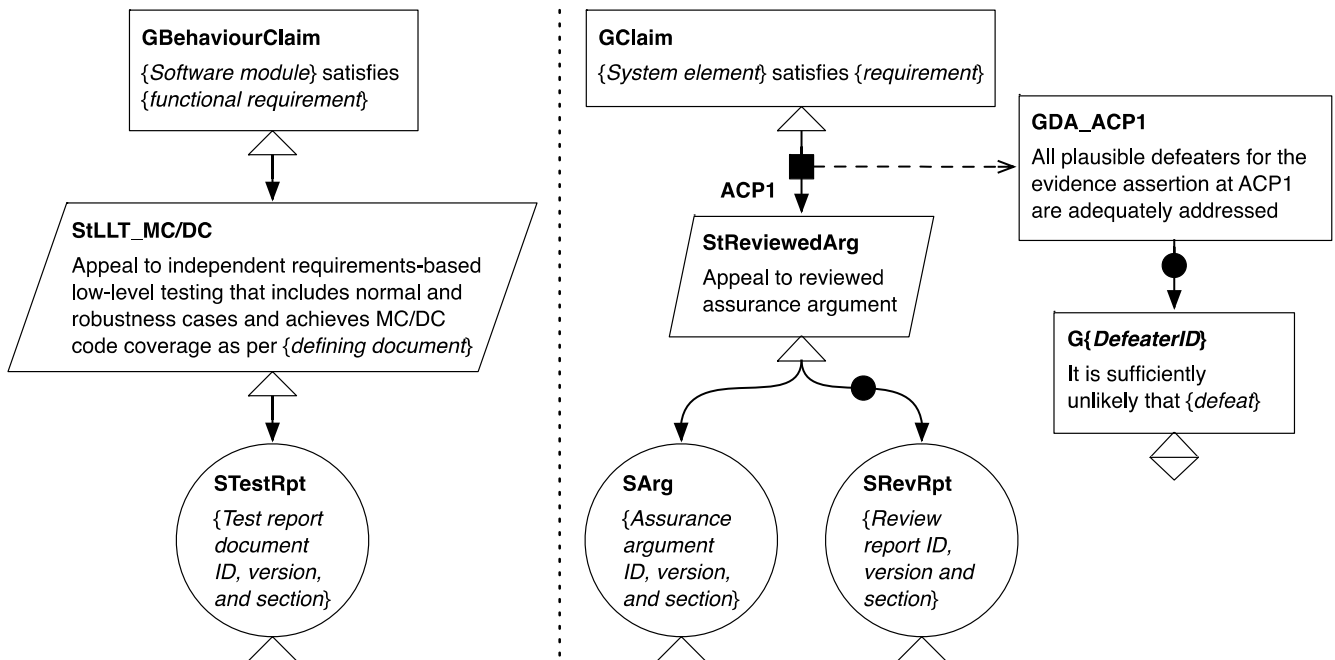 GBehaviourClaim
{Software module} satisfies
{functional requirement}
StLLT_MC/DC
Appeal to independent requirements-based
low-level testing that includes normal and
robustness cases and achieves MC/DC
code coverage as per {defining document}
STestRpt
{Test report
document
ID, version,
and section}
GClaim
{System element} satisfies {requirement}
ACP1
StReviewedArg
Appeal to reviewed
assurance argument
SArg
{Assurance
argument
ID, version,
and section}
SRevRpt
{Review
report ID,
version and
section}
GDA_ACP1
All plausible defeaters for the
evidence assertion at ACP1
are adequately addressed
G{DefeaterID}
It is sufficiently
unlikely that {defeat}